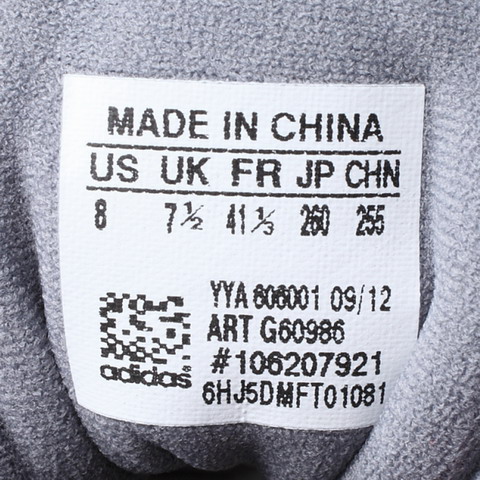 MADE IN CHINA
US UK FR JP CHN
8 7½ 41⅓ 260 255
YYA 606001 09/12
ART G60986
#106207921
adidas
6HJ5DMFT01081